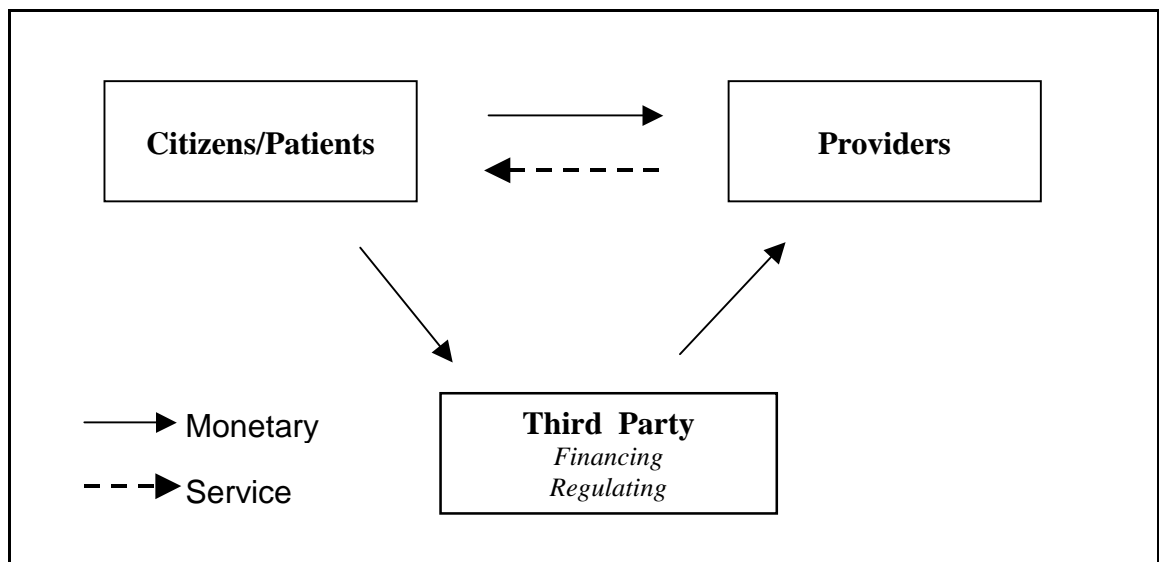 Citizens/Patients
Providers
Third Party
Financing
Regulating
Monetary
Service